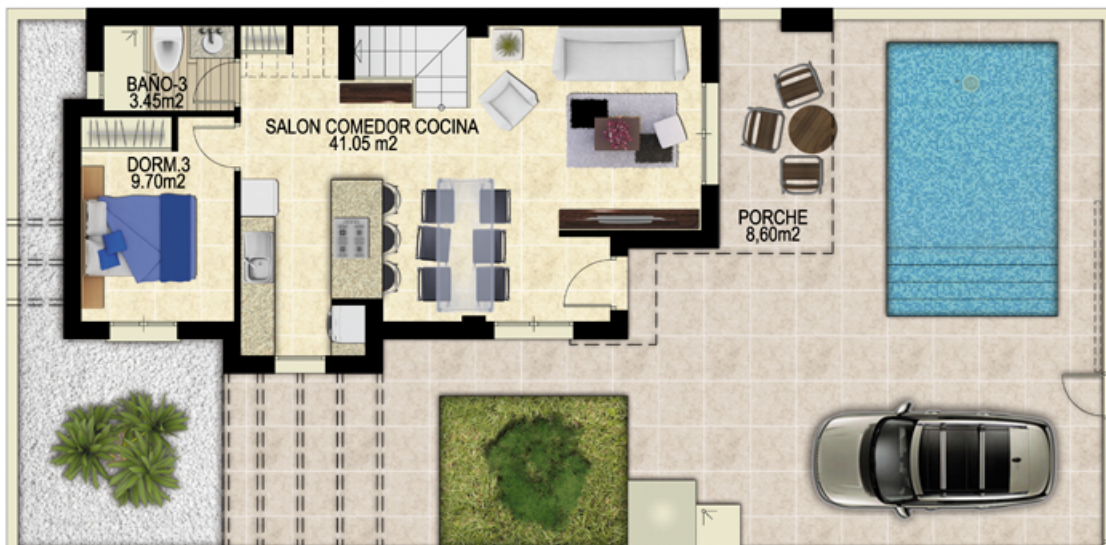 BAÑO-3
3.45m2
SALON COMEDOR COCINA
41.05 m2
DORM.3
9.70m2
PORCHE
8,60m2